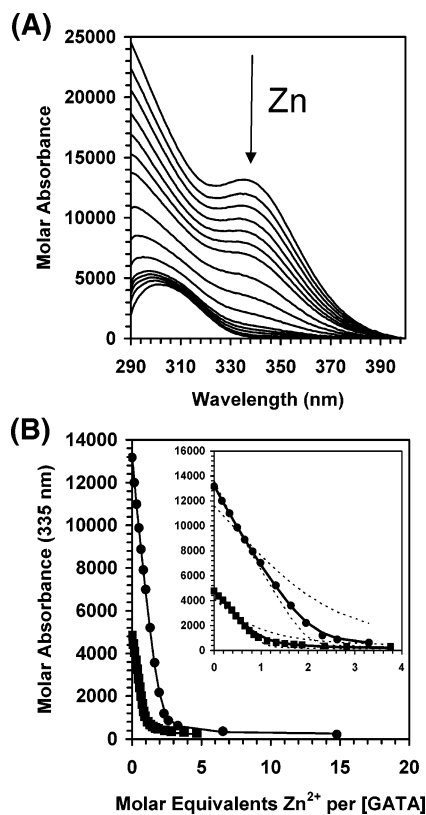 (A)
25000
20000
15000
10000
5000
0
Molar Absorbance
Zn
290 310 330 350 370 390
Wavelength (nm)
(B)
14000
12000
10000
8000
6000
4000
2000
0
Molar Absorbance (335 nm)
16000
14000
12000
10000
8000
6000
4000
2000
0
0 1 2 3 4
0 5 10 15 20
Molar Equivalents Zn2+ per [GATA]